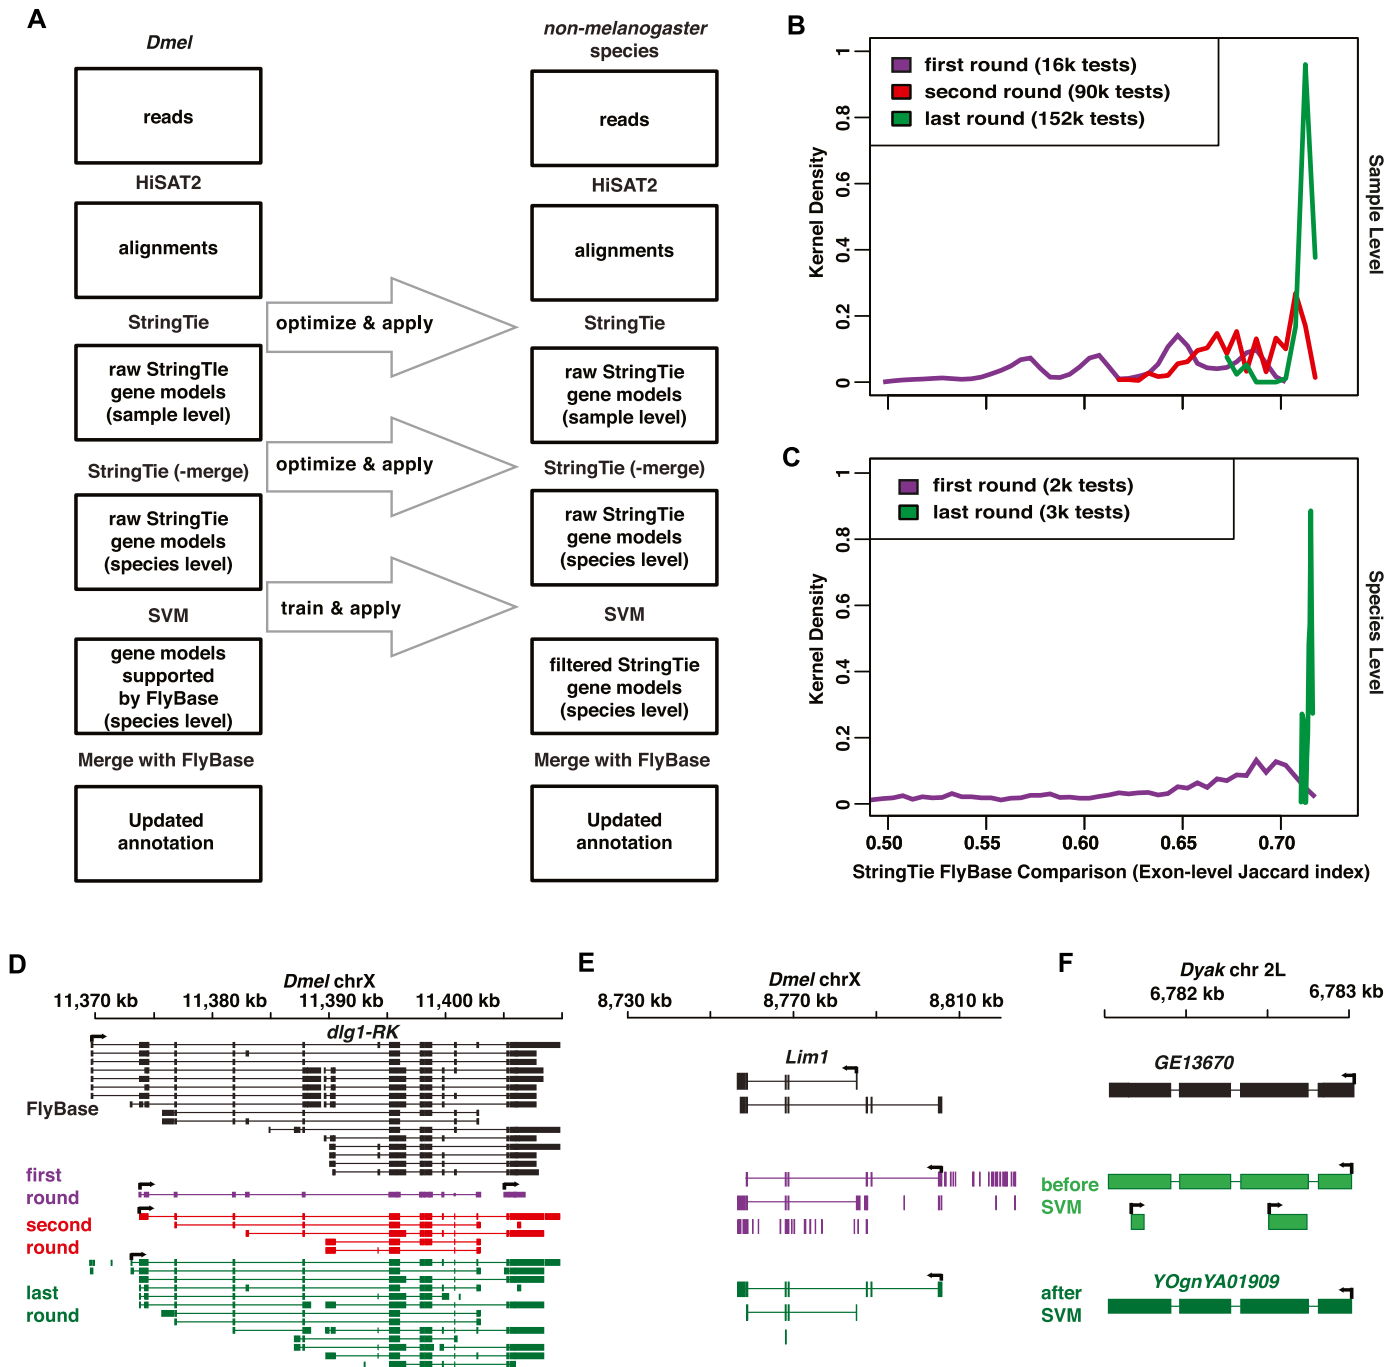 A
Dmel
non-melanogaster
species
reads
reads
HiSAT2
HiSAT2
alignments
alignments
StringTie
optimize & apply
StringTie
raw StringTIe
gene models
(sample level)
raw StringTie
gene models
(sample level)
StringTie (-merge)
optimize & apply
StringTie (-merge)
raw StringTie
gene models
(species level)
raw StringTie
gene models
(species level)
SVM
train & apply
SVM
gene models
supported
by FlyBase
(species level)
filtered StringTie
gene models
(species level)
Merge with FlyBase
Merge with FlyBase
Updated
annotation
Updated
annotation
B
first round (16k tests)
second round (90k tests)
last round (152k tests)
Kernel Density
0 0.2 0.4 0.6 0.8 1
Sample Level
C
first round (2k tests)
last round (3k tests)
Kernel Density
0 0.2 0.4 0.6 0.8 1
Species Level
0.50 0.55 0.60 0.65 0.70
StringTie FlyBase Comparison (Exon-level Jaccard index)
D
Dmel chrX
11,370 kb 11,380 kb 11,390 kb 11,400 kb
dlg1-RK
FlyBase
first
round
second
round
last
round
E
Dmel chrX
8,730 kb 8,770 kb 8,810 kb
Lim1
F
Dyak chr 2L
6,782 kb 6,783 kb
GE13670
before
SVM
YOgnYA01909
after
SVM